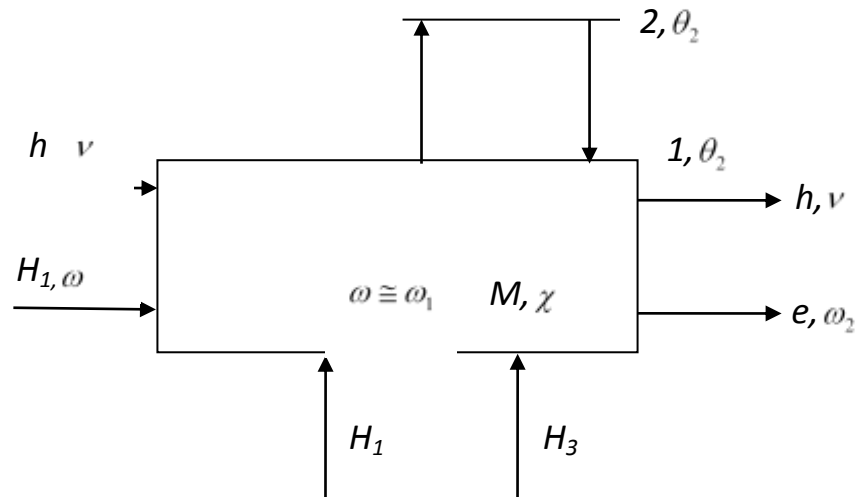 2, θ₂
h ν
1, θ₂
h, ν
H₁, ω
ω ≅ ω₁
M, χ
e, ω₂
H₁
H₃